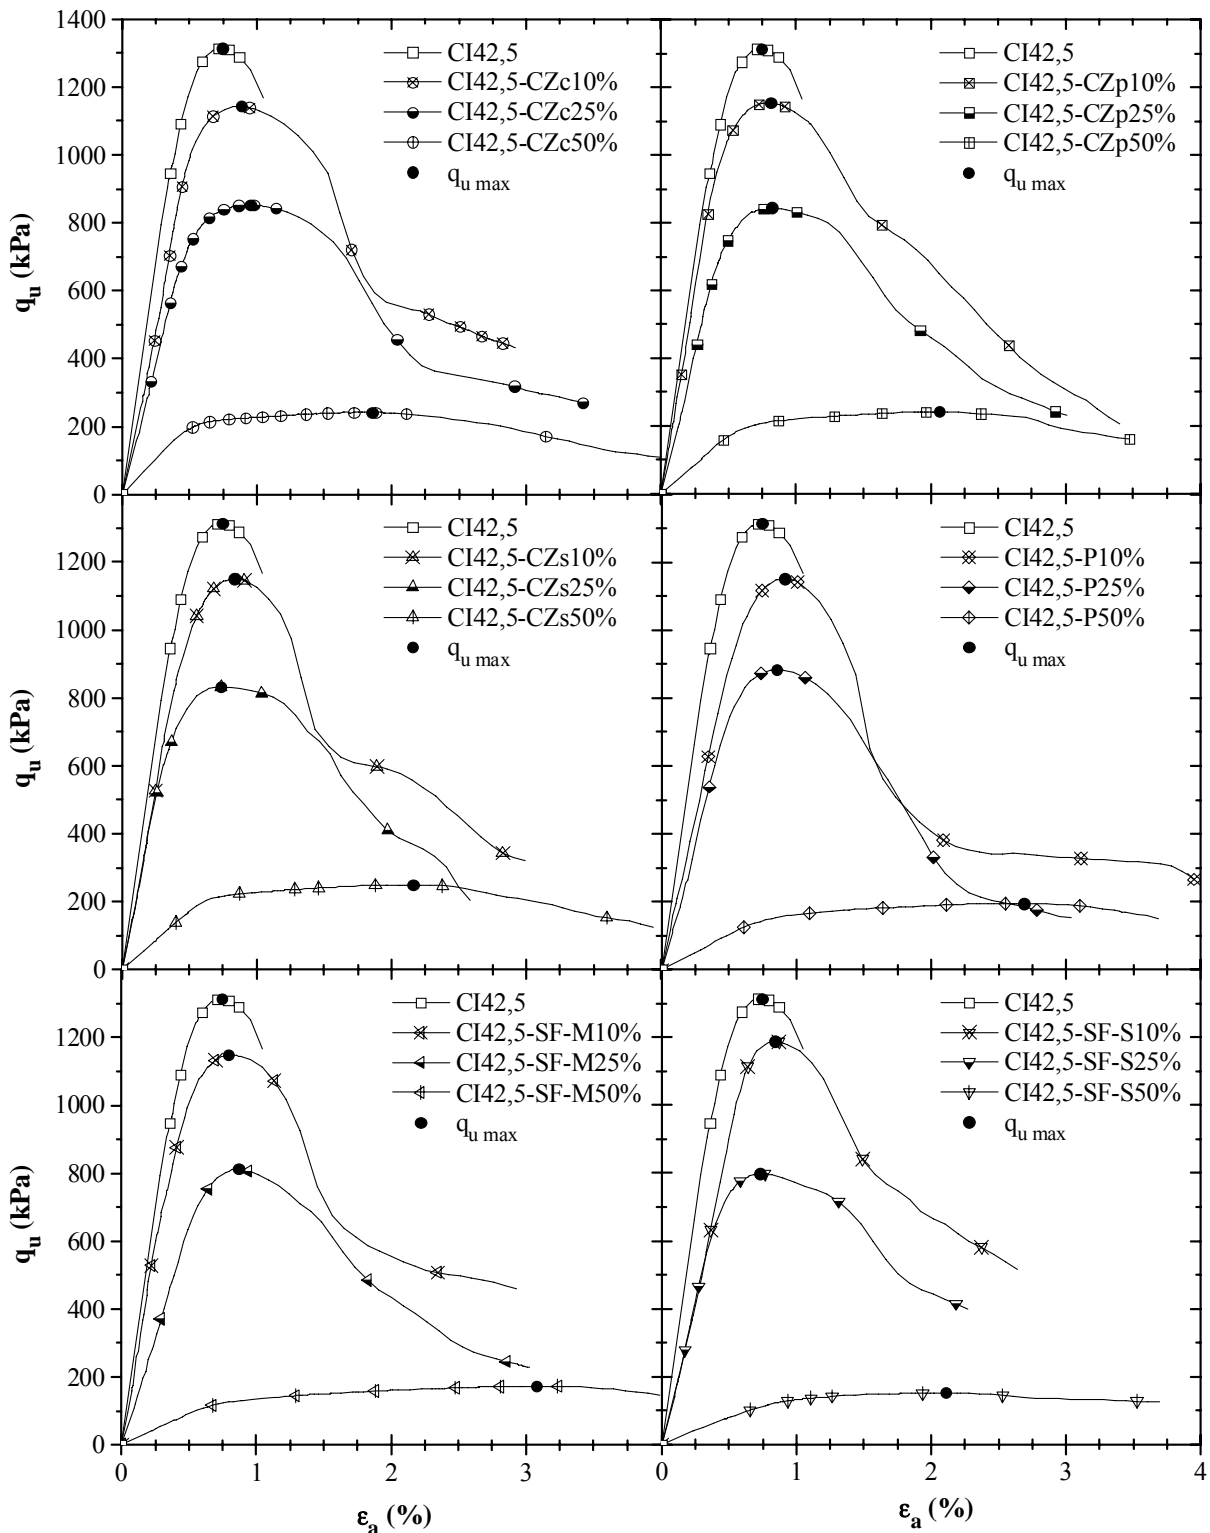 1400
1200
1000
800
600
400
200
0
q_u (kPa)
CI42,5
CI42,5-CZc10%
CI42,5-CZc25%
CI42,5-CZc50%
q_u max
CI42,5
CI42,5-CZp10%
CI42,5-CZp25%
CI42,5-CZp50%
q_u max
1200
1000
800
600
400
200
0
q_u (kPa)
CI42,5
CI42,5-CZs10%
CI42,5-CZs25%
CI42,5-CZs50%
q_u max
CI42,5
CI42,5-P10%
CI42,5-P25%
CI42,5-P50%
q_u max
1200
1000
800
600
400
200
0
q_u (kPa)
CI42,5
CI42,5-SF-M10%
CI42,5-SF-M25%
CI42,5-SF-M50%
q_u max
CI42,5
CI42,5-SF-S10%
CI42,5-SF-S25%
CI42,5-SF-S50%
q_u max
0 1 2 3 0 1 2 3 4
ε_a (%)
ε_a (%)